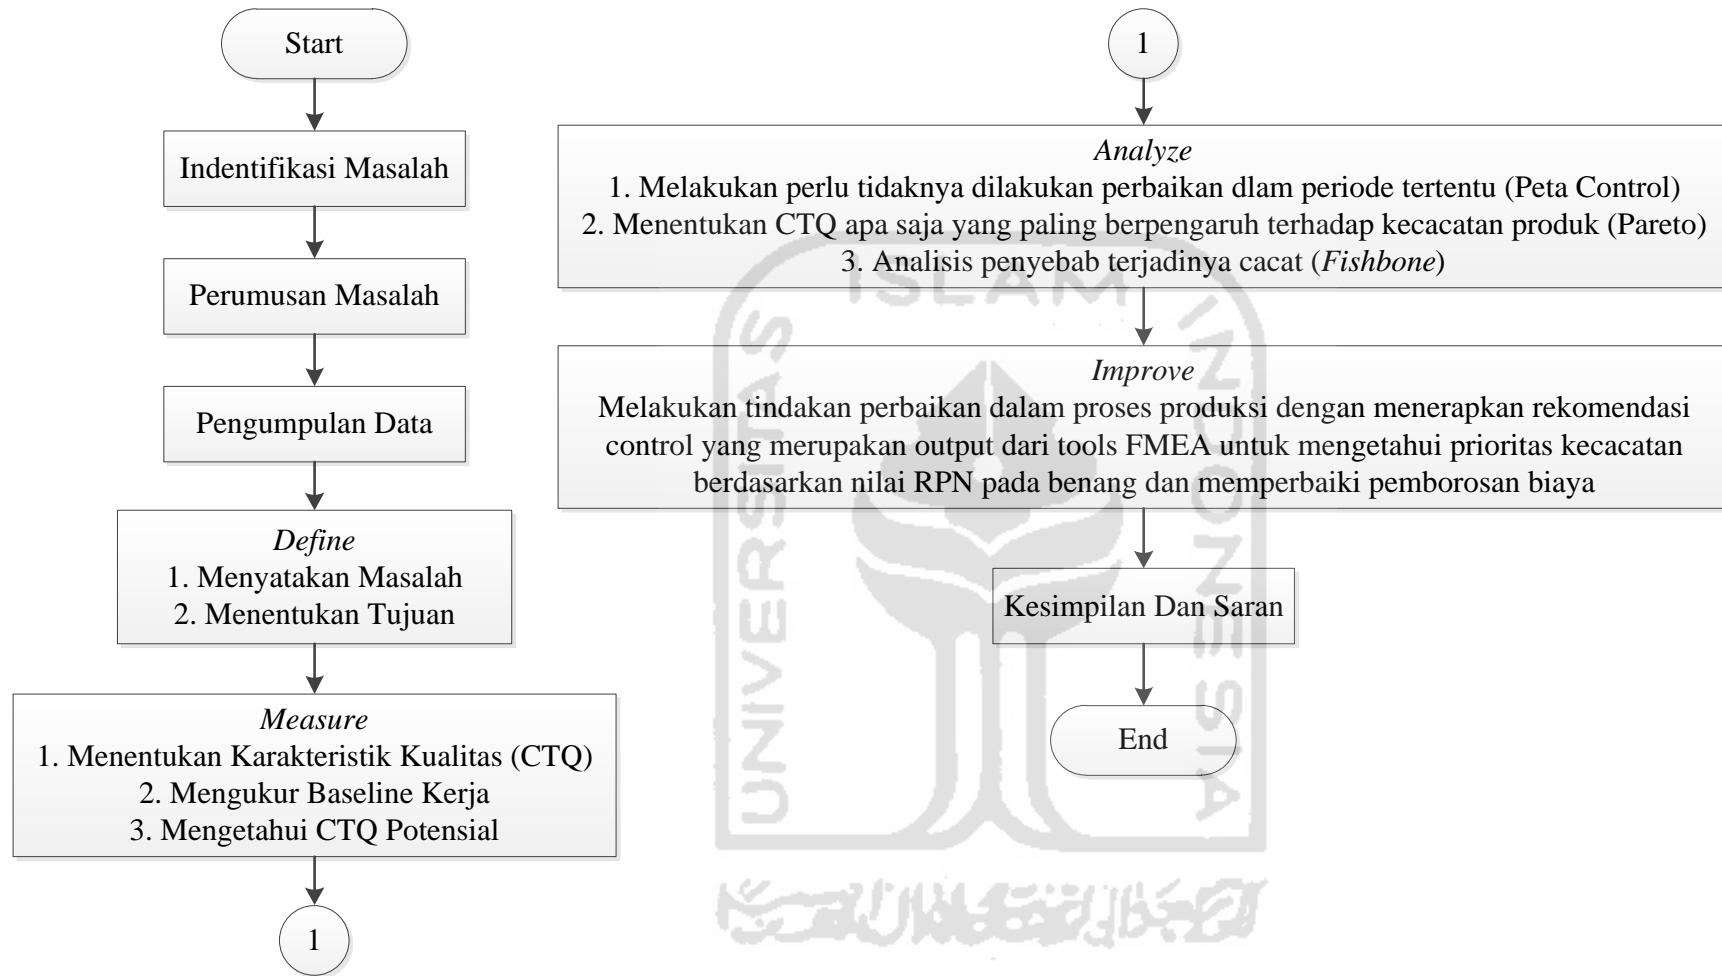 Start
Indentifikasi Masalah
Perumusan Masalah
Pengumpulan Data
Define
1. Menyatakan Masalah
2. Menentukan Tujuan
Measure
1. Menentukan Karakteristik Kualitas (CTQ)
2. Mengukur Baseline Kerja
3. Mengetahui CTQ Potensial
1
1
Analyze
1. Melakukan perlu tidaknya dilakukan perbaikan dlam periode tertentu (Peta Control)
2. Menentukan CTQ apa saja yang paling berpengaruh terhadap kecacatan produk (Pareto)
3. Analisis penyebab terjadinya cacat (Fishbone)
Improve
Melakukan tindakan perbaikan dalam proses produksi dengan menerapkan rekomendasi
control yang merupakan output dari tools FMEA untuk mengetahui prioritas kecacatan
berdasarkan nilai RPN pada benang dan memperbaiki pemborosan biaya
Kesimpilan Dan Saran
End
UNIVERSITAS
ISLAM
INDONESIA